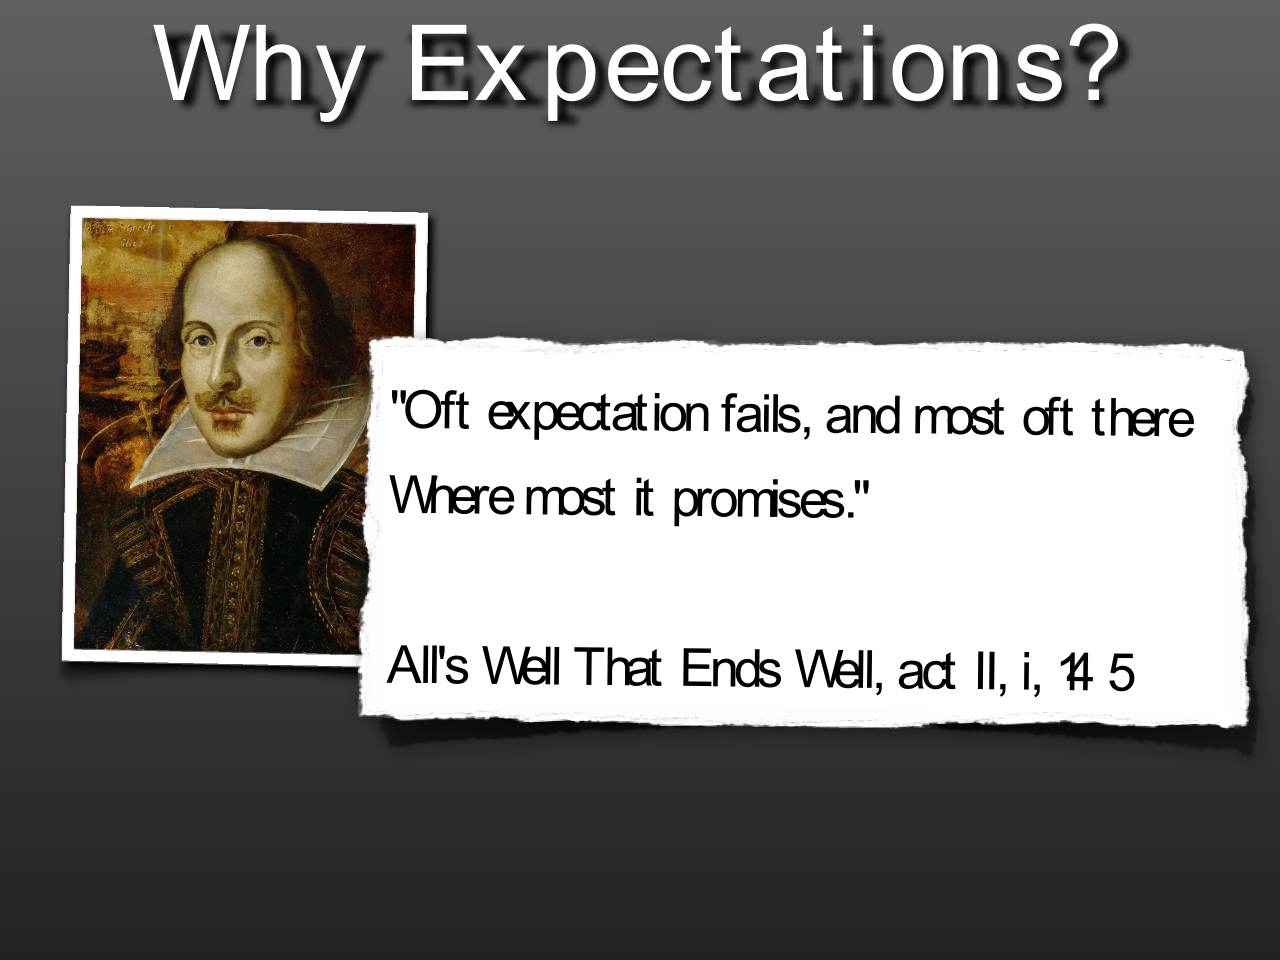 Why Expectations?
"Oft expectation fails, and most oft there
Where most it promises."
All's Well That Ends Well, act II, i, 145